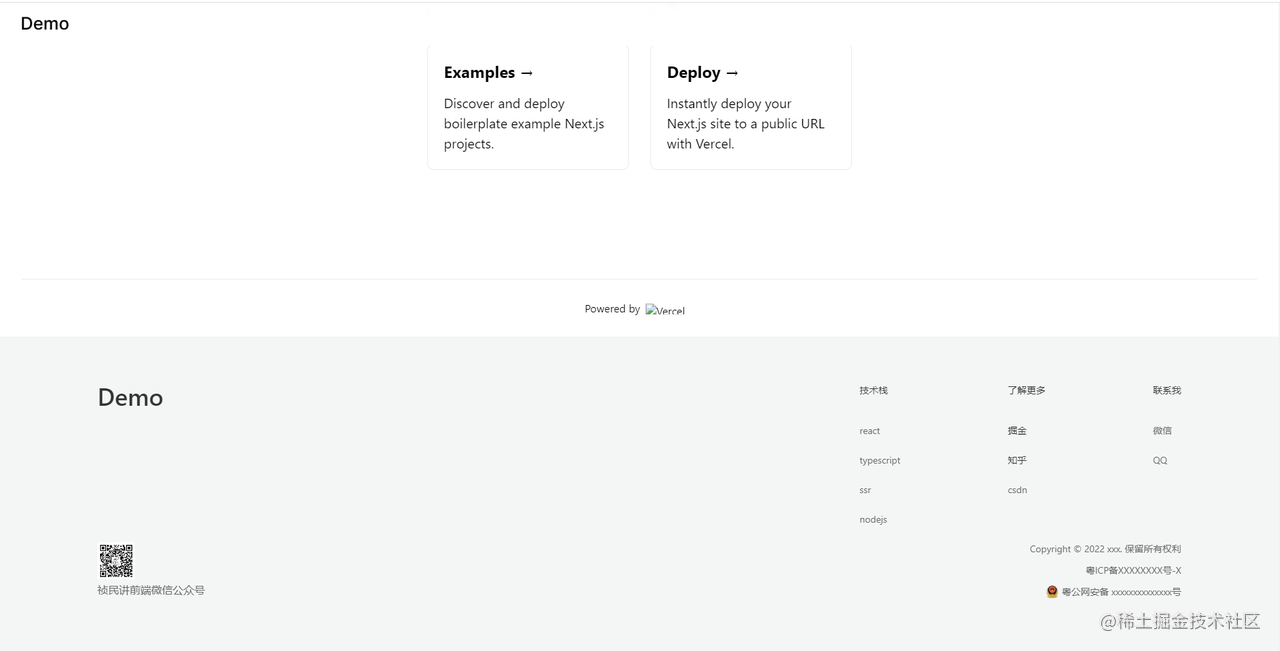 Demo
Examples →
Discover and deploy
boilerplate example Next.js
projects.
Deploy →
Instantly deploy your
Next.js site to a public URL
with Vercel.
Powered by Vercel
Demo
技术栈
react
typescript
ssr
nodejs
了解更多
掘金
知乎
csdn
联系我
微信
QQ
祯民讲前端微信公众号
Copyright © 2022 xxx. 保留所有权利
粤ICP备XXXXXXXX号-X
粤公网安备 xxxxxxxxxxxxx号
@稀土掘金技术社区